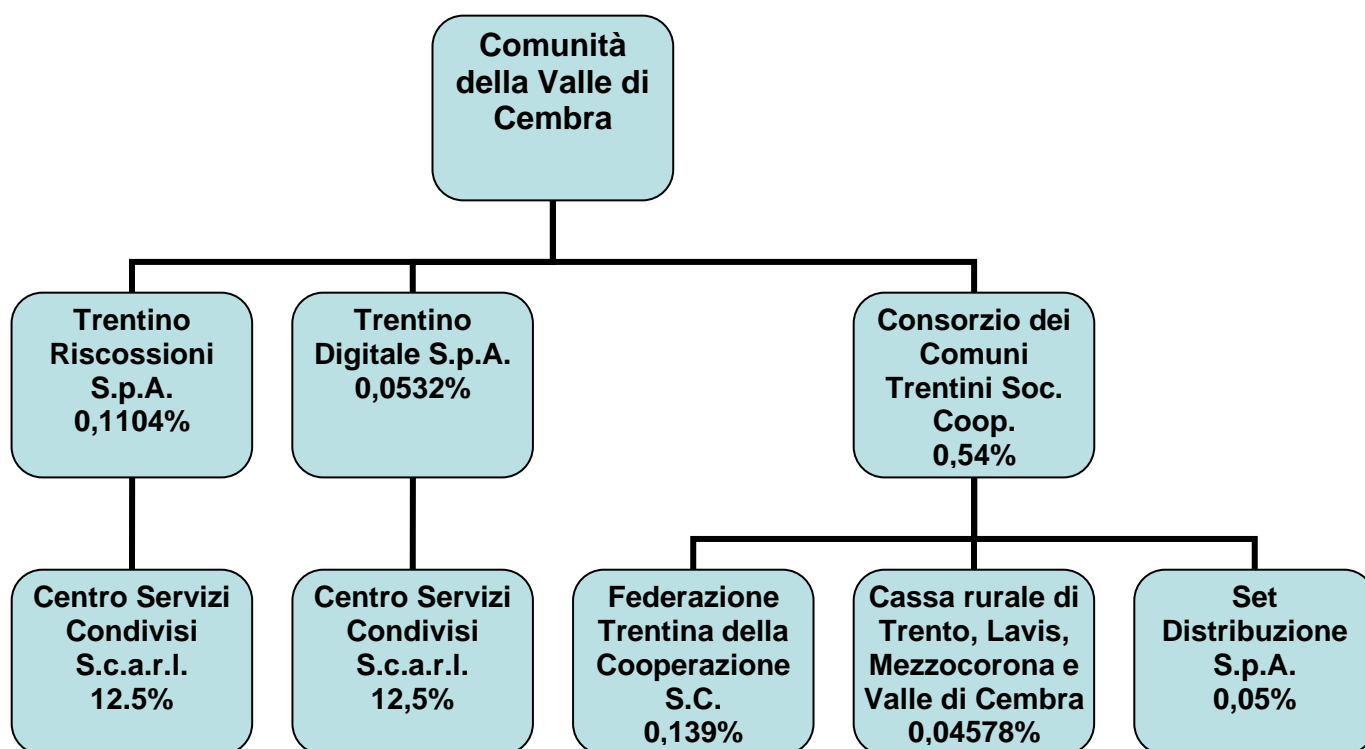 Comunità
della Valle di
Cembra
Trentino
Riscossioni
S.p.A.
0,1104%
Trentino
Digitale S.p.A.
0,0532%
Consorzio dei
Comuni
Trentini Soc.
Coop.
0,54%
Centro Servizi
Condivisi
S.c.a.r.l.
12.5%
Centro Servizi
Condivisi
S.c.a.r.l.
12,5%
Federazione
Trentina della
Cooperazione
S.C.
0,139%
Cassa rurale di
Trento, Lavis,
Mezzocorona e
Valle di Cembra
0,04578%
Set
Distribuzione
S.p.A.
0,05%